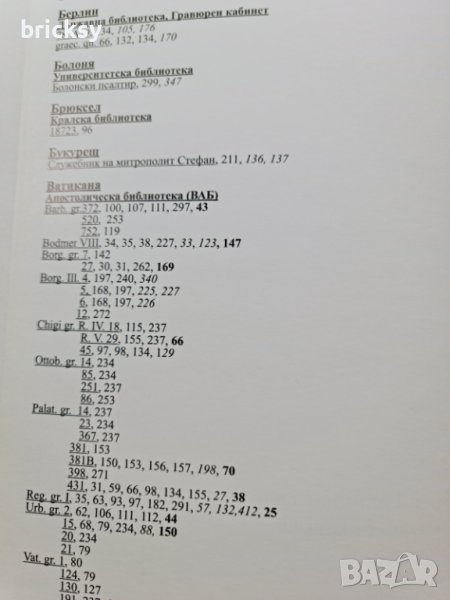 bricksy
Берлин
Държавна библиотека, Гравюрен кабинет
34, 105, 176
graec. qu. 66, 132, 134, 170
Болоня
Университетска библиотека
Болонски псалтир, 299, 347
Брюксел
Кралска библиотека
18723, 96
Букурещ
Служебник на митрополит Стефан, 211, 136, 137
Ватикана
Апостолическа библиотека (ВАБ)
Barb. gr.372, 100, 107, 111, 297, 43
520, 253
752, 119
Bodmer VIII, 34, 35, 38, 227, 33, 123, 147
Borg. gr. 7, 142
27, 30, 31, 262, 169
Borg. III. 4, 197, 240, 340
5, 168, 197, 225, 227
6, 168, 197, 226
12, 272
Chigi gr. R. IV. 18, 115, 237
R. V. 29, 155, 237, 66
45, 97, 98, 134, 129
Ottob. gr. 14, 234
85, 234
251, 237
86, 253
Palat. gr. 14, 237
23, 234
367, 237
381, 153
381B, 150, 153, 156, 157, 198, 70
398, 271
431, 31, 59, 66, 98, 134, 155, 27, 38
Reg. gr. I, 35, 63, 93, 97, 182, 291, 57, 132,412, 25
Urb. gr. 2, 62, 106, 111, 112, 44
15, 68, 79, 234, 88, 150
20, 234
21, 79
Vat. gr. 1, 80
124, 79
130, 127
191, 237
BAZAR.bg